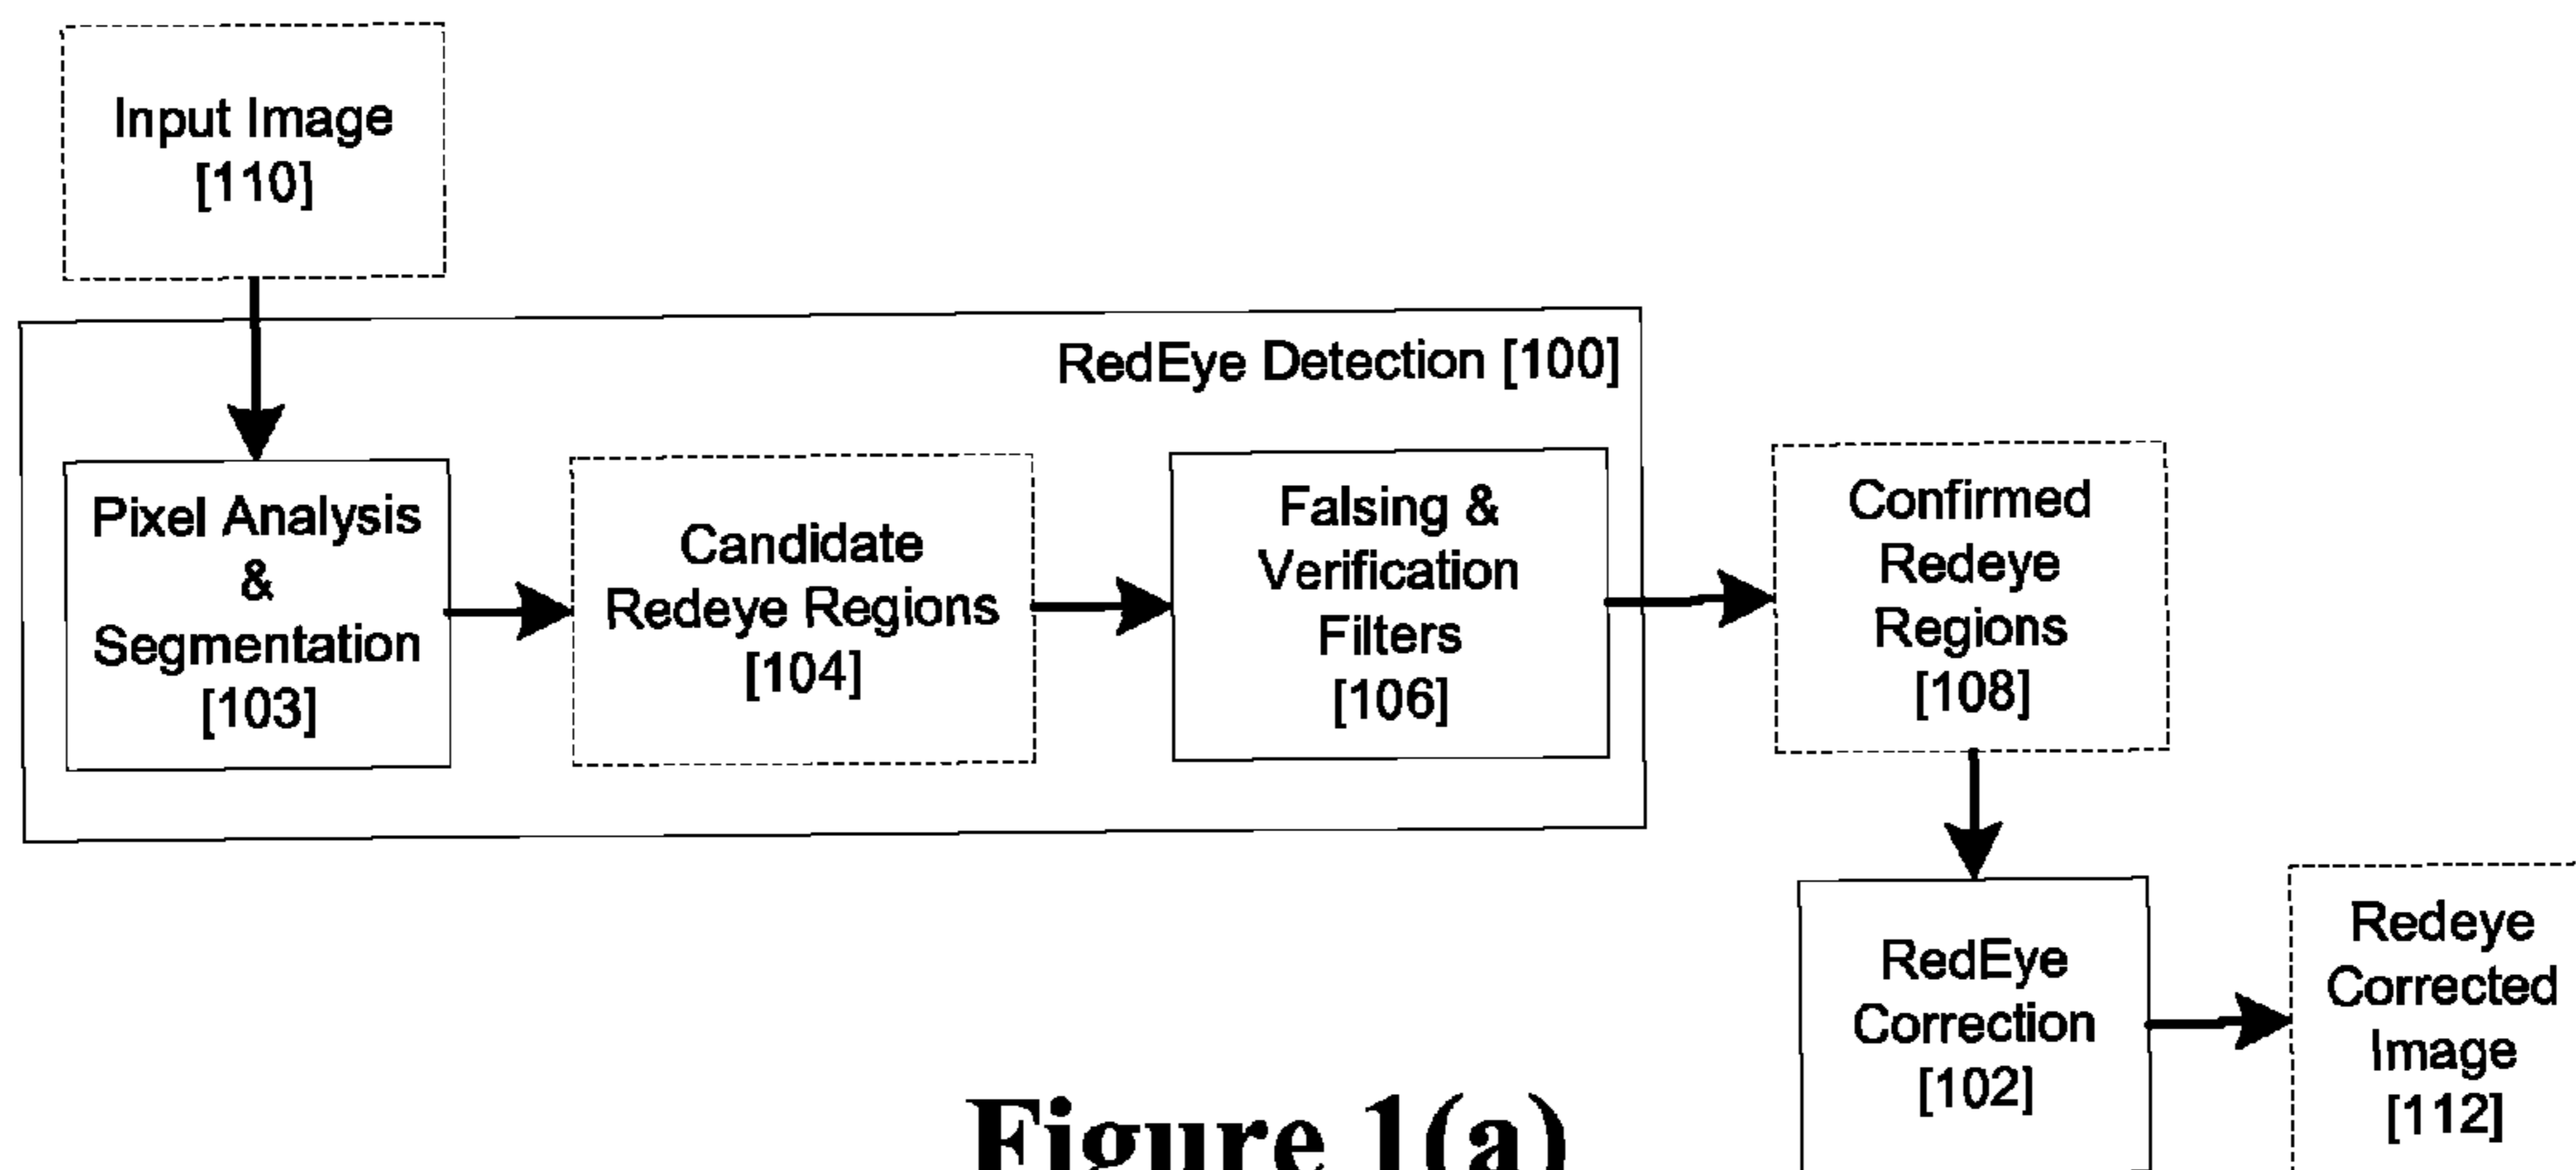 Input Image
[110]
RedEye Detection [100]
Pixel Analysis
&
Segmentation
[103]
Candidate
Redeye Regions
[104]
Falsing &
Verification
Filters
[106]
Confirmed
Redeye
Regions
[108]
RedEye
Correction
[102]
Redeye
Corrected
Image
[112]
Figure 1(a)